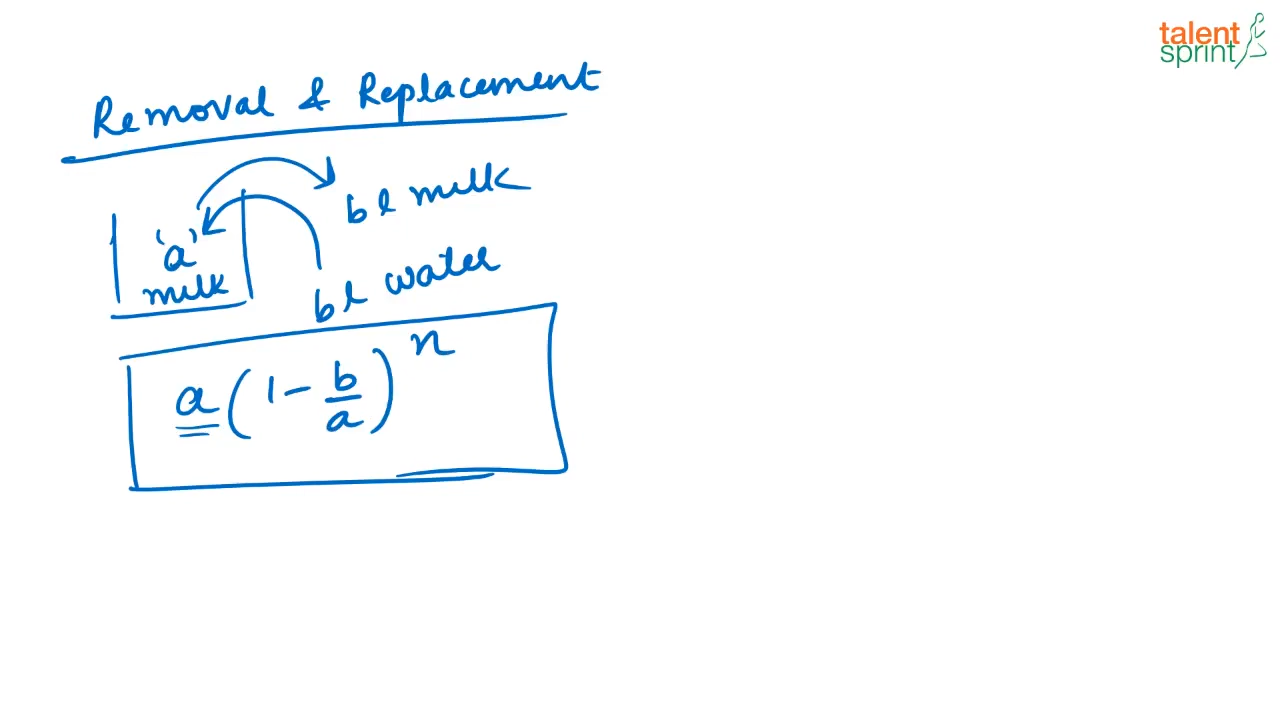 talent
sprint
Removal & Replacement
'a'
milk
b l milk
b l water
a(1 - b/a)^n